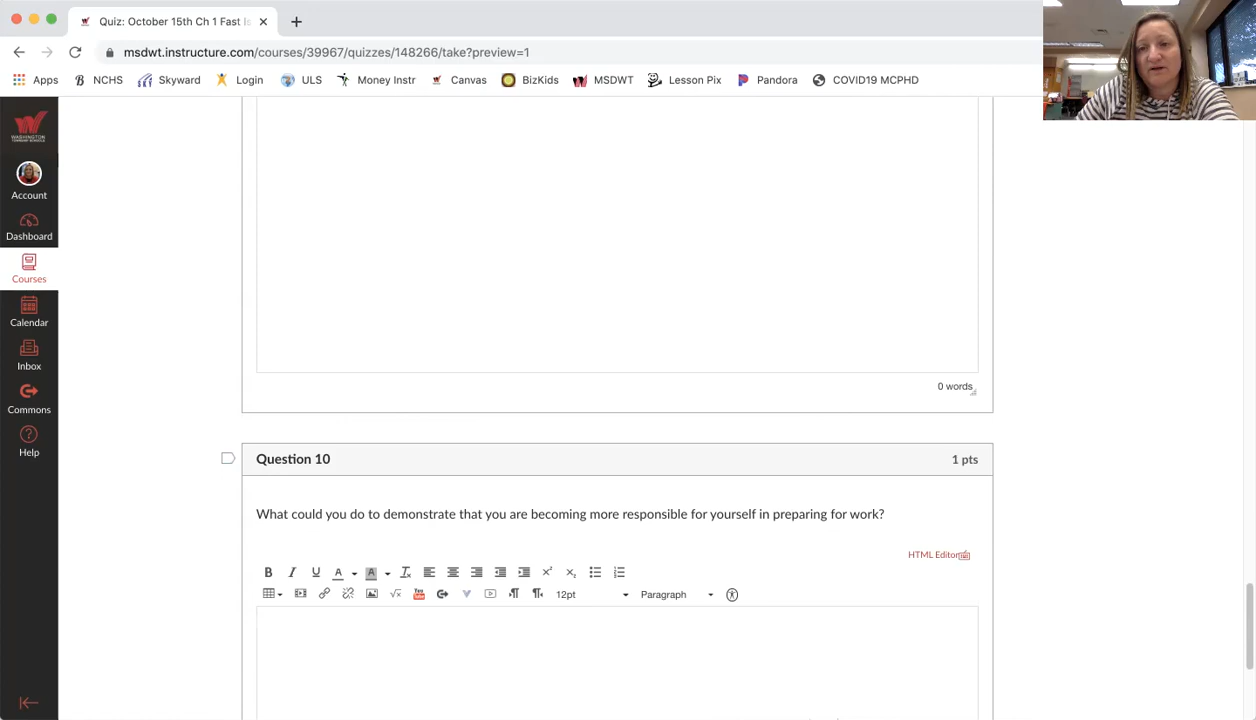 Quiz: October 15th Ch 1 Fast
msdwt.instructure.com/courses/39967/quizzes/148266/take?preview=1
Apps NCHS Skyward Login ULS Money Instr Canvas BizKids MSDWT Lesson Pix Pandora COVID19 MCPHD
WASHINGTON
TOWNSHIP SCHOOLS
Account
Dashboard
Courses
Calendar
Inbox
Commons
Help
0 words
Question 10 1 pts
What could you do to demonstrate that you are becoming more responsible for yourself in preparing for work?
HTML Editor
B I U A A
12pt Paragraph